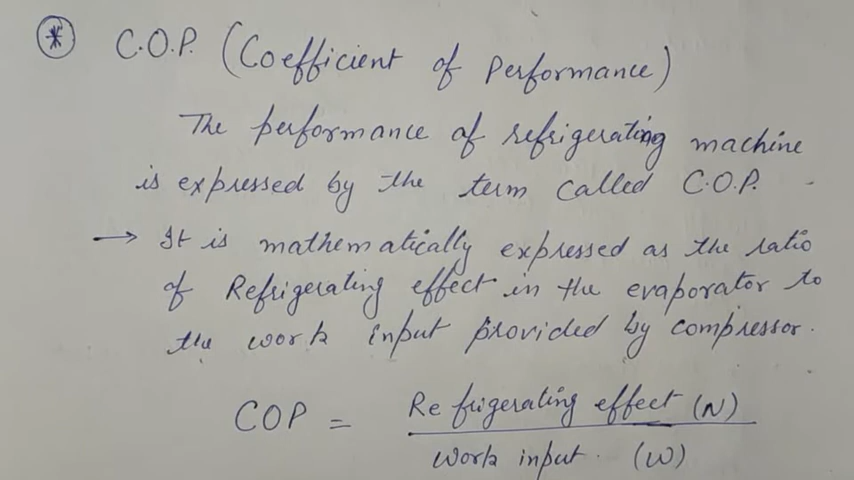 * C.O.P. (Coefficient of Performance)
The performance of refrigerating machine
is expressed by the term called C.O.P.
→ It is mathematically expressed as the ratio
of Refrigerating effect in the evaporator to
the work input provided by compressor.
COP = Refrigerating effect (N)
work input. (W)